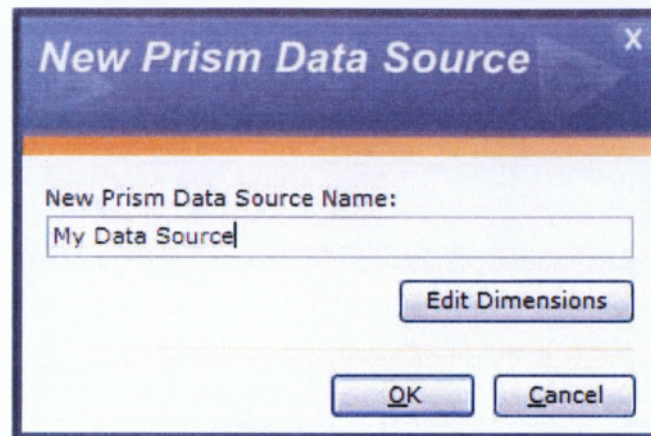 New Prism Data Source
X
New Prism Data Source Name:
My Data Source
Edit Dimensions
OK
Cancel